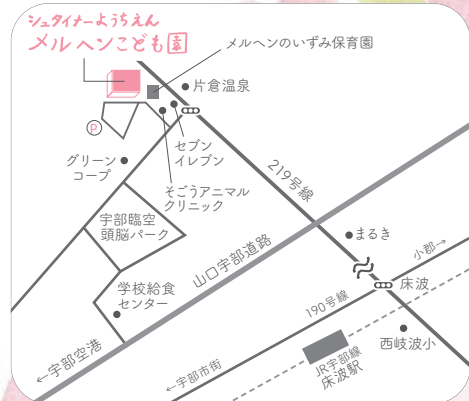 シュタイナーようちえん
メルヘンこども園
メルヘンのいずみ保育園
片倉温泉
P
セブン
イレブン
グリーン
コープ
そごうアニマル
クリニック
219号線
宇部臨空
頭脳パーク
まるき
山口宇部道路
小郡→
学校給食
センター
床波
190号線
←宇部空港
西岐波小
JR宇部線
床波駅
←宇部市街